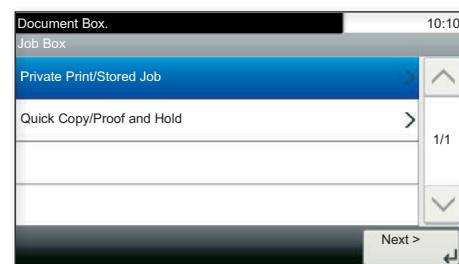 Document Box. 10:10
Job Box
Private Print/Stored Job
Quick Copy/Proof and Hold
1/1
Next >